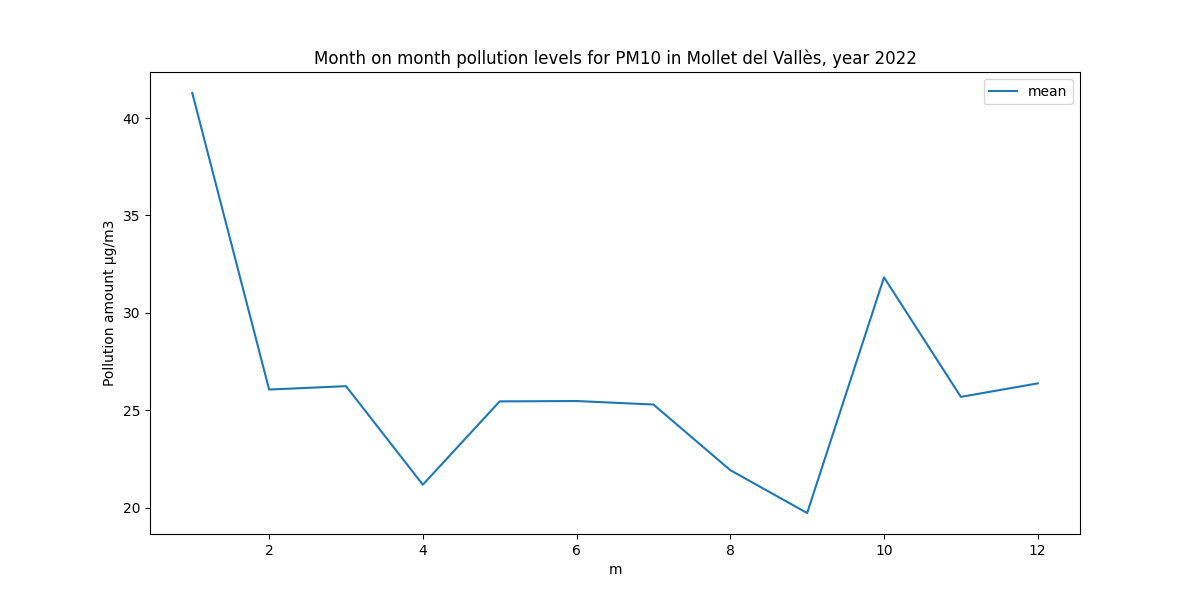 Month on month pollution levels for PM10 in Mollet del Vallès, year 2022
mean
Pollution amount µg/m3
40
35
30
25
20
2 4 6 8 10 12
m